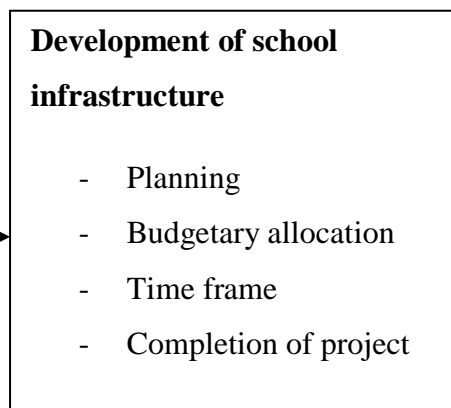 Development of school
infrastructure
- Planning
- Budgetary allocation
- Time frame
- Completion of project